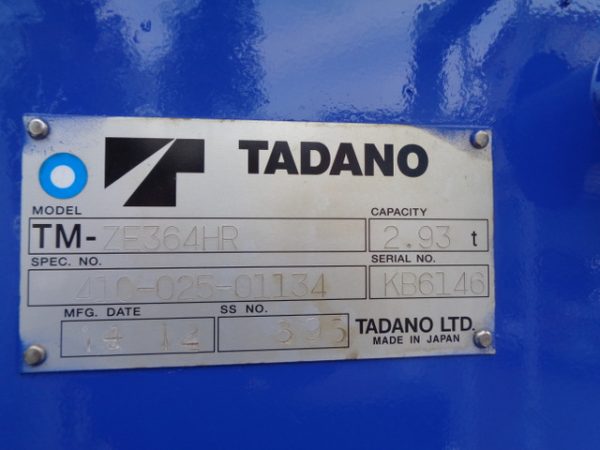 TADANO
MODEL
CAPACITY
TM-ZE364HR
2.93 t
SPEC. NO.
SERIAL NO.
410-025-01134
KB6146
MFG. DATE
SS NO.
TADANO LTD.
MADE IN JAPAN